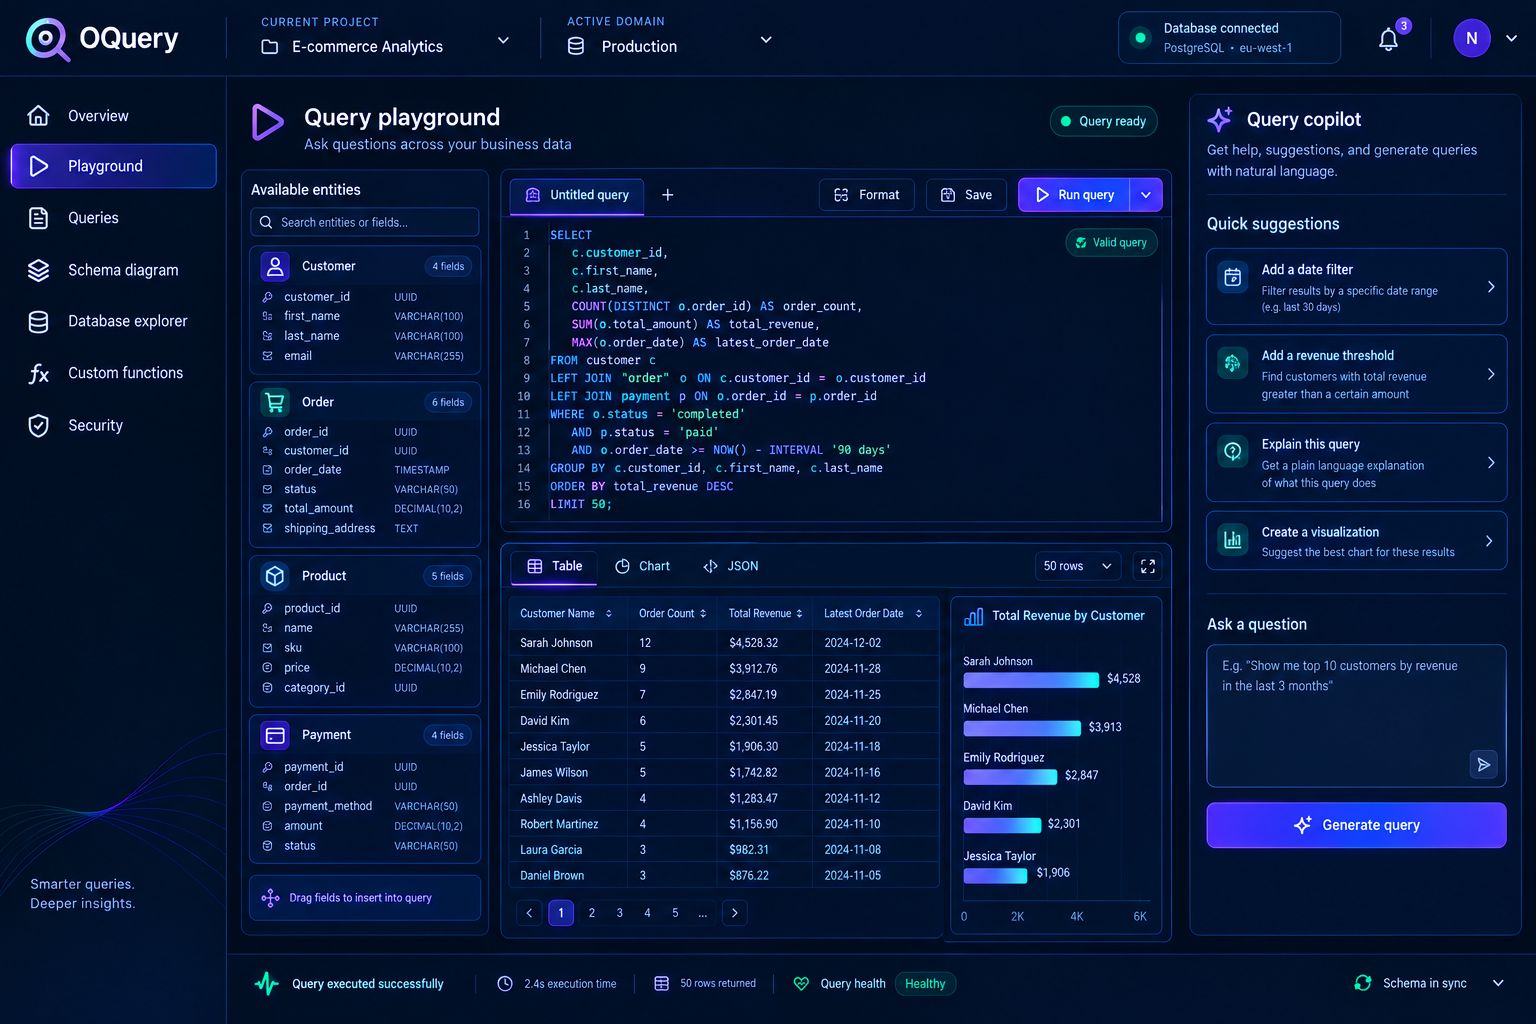 OQuery
CURRENT PROJECT
E-commerce Analytics
ACTIVE DOMAIN
Production
Database connected
PostgreSQL • eu-west-1
3
N
Overview
Playground
Queries
Schema diagram
Database explorer
fx Custom functions
Security
Smarter queries.
Deeper insights.
Query playground
Ask questions across your business data
Query ready
Available entities
Search entities or fields...
Customer 4 fields
customer_id UUID
first_name VARCHAR(100)
last_name VARCHAR(100)
email VARCHAR(255)
Order 6 fields
order_id UUID
customer_id UUID
order_date TIMESTAMP
status VARCHAR(50)
total_amount DECIMAL(10,2)
shipping_address TEXT
Product 5 fields
product_id UUID
name VARCHAR(255)
sku VARCHAR(100)
price DECIMAL(10,2)
category_id UUID
Payment 4 fields
payment_id UUID
order_id UUID
payment_method VARCHAR(50)
amount DECIMAL(10,2)
status VARCHAR(50)
Drag fields to insert into query
Untitled query +
Format
Save
Run query
Valid query
1 SELECT
2 c.customer_id,
3 c.first_name,
4 c.last_name,
5 COUNT(DISTINCT o.order_id) AS order_count,
6 SUM(o.total_amount) AS total_revenue,
7 MAX(o.order_date) AS latest_order_date
8 FROM customer c
9 LEFT JOIN "order" o ON c.customer_id = o.customer_id
10 LEFT JOIN payment p ON o.order_id = p.order_id
11 WHERE o.status = 'completed'
12 AND p.status = 'paid'
13 AND o.order_date >= NOW() - INTERVAL '90 days'
14 GROUP BY c.customer_id, c.first_name, c.last_name
15 ORDER BY total_revenue DESC
16 LIMIT 50;
Table
Chart
JSON
50 rows
Customer Name Order Count Total Revenue Latest Order Date
Sarah Johnson 12 $4,528.32 2024-12-02
Michael Chen 9 $3,912.76 2024-11-28
Emily Rodriguez 7 $2,847.19 2024-11-25
David Kim 6 $2,301.45 2024-11-20
Jessica Taylor 5 $1,906.30 2024-11-18
James Wilson 5 $1,742.82 2024-11-16
Ashley Davis 4 $1,283.47 2024-11-12
Robert Martinez 4 $1,156.90 2024-11-10
Laura Garcia 3 $982.31 2024-11-08
Daniel Brown 3 $876.22 2024-11-05
1 2 3 4 5 ...
Total Revenue by Customer
Sarah Johnson
$4,528
Michael Chen
$3,913
Emily Rodriguez
$2,847
David Kim
$2,301
Jessica Taylor
$1,906
0 2K 4K 6K
Query copilot
Get help, suggestions, and generate queries
with natural language.
Quick suggestions
Add a date filter
Filter results by a specific date range
(e.g. last 30 days)
Add a revenue threshold
Find customers with total revenue
greater than a certain amount
Explain this query
Get a plain language explanation
of what this query does
Create a visualization
Suggest the best chart for these results
Ask a question
E.g. "Show me top 10 customers by revenue
in the last 3 months"
Generate query
Query executed successfully
2.4s execution time
50 rows returned
Query health Healthy
Schema in sync